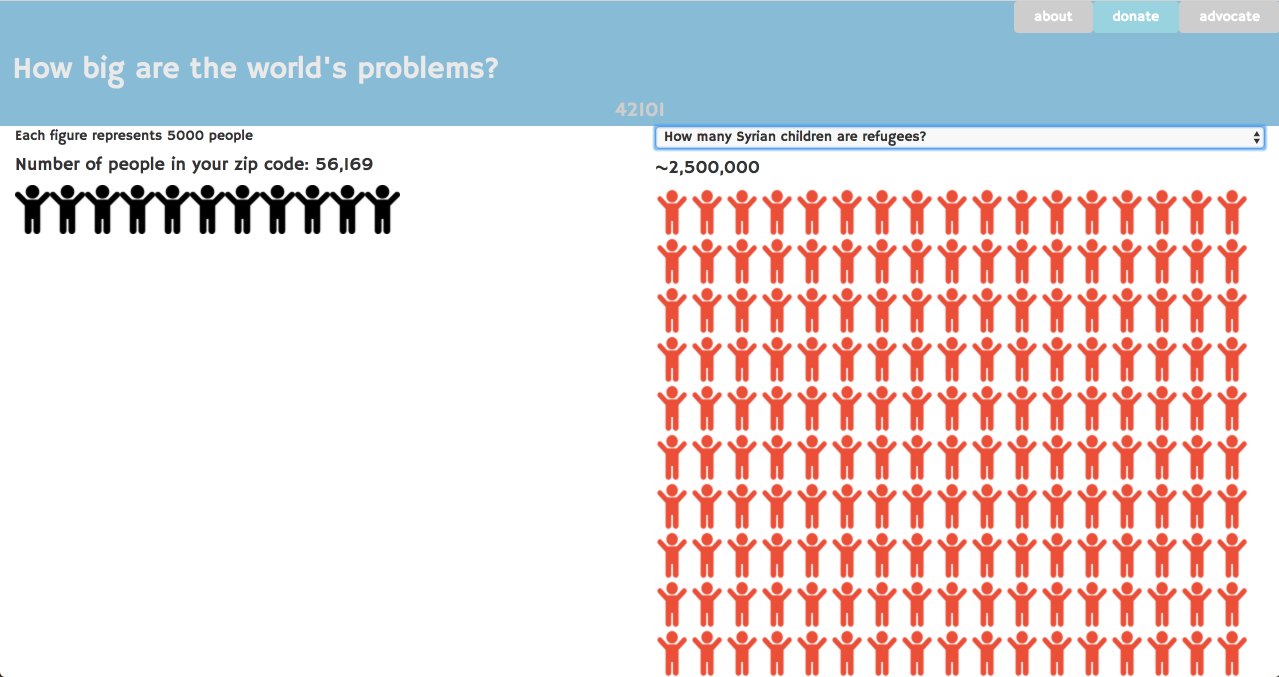 about donate advocate
How big are the world's problems?
42101
Each figure represents 5000 people
How many Syrian children are refugees?
Number of people in your zip code: 56,169
~2,500,000